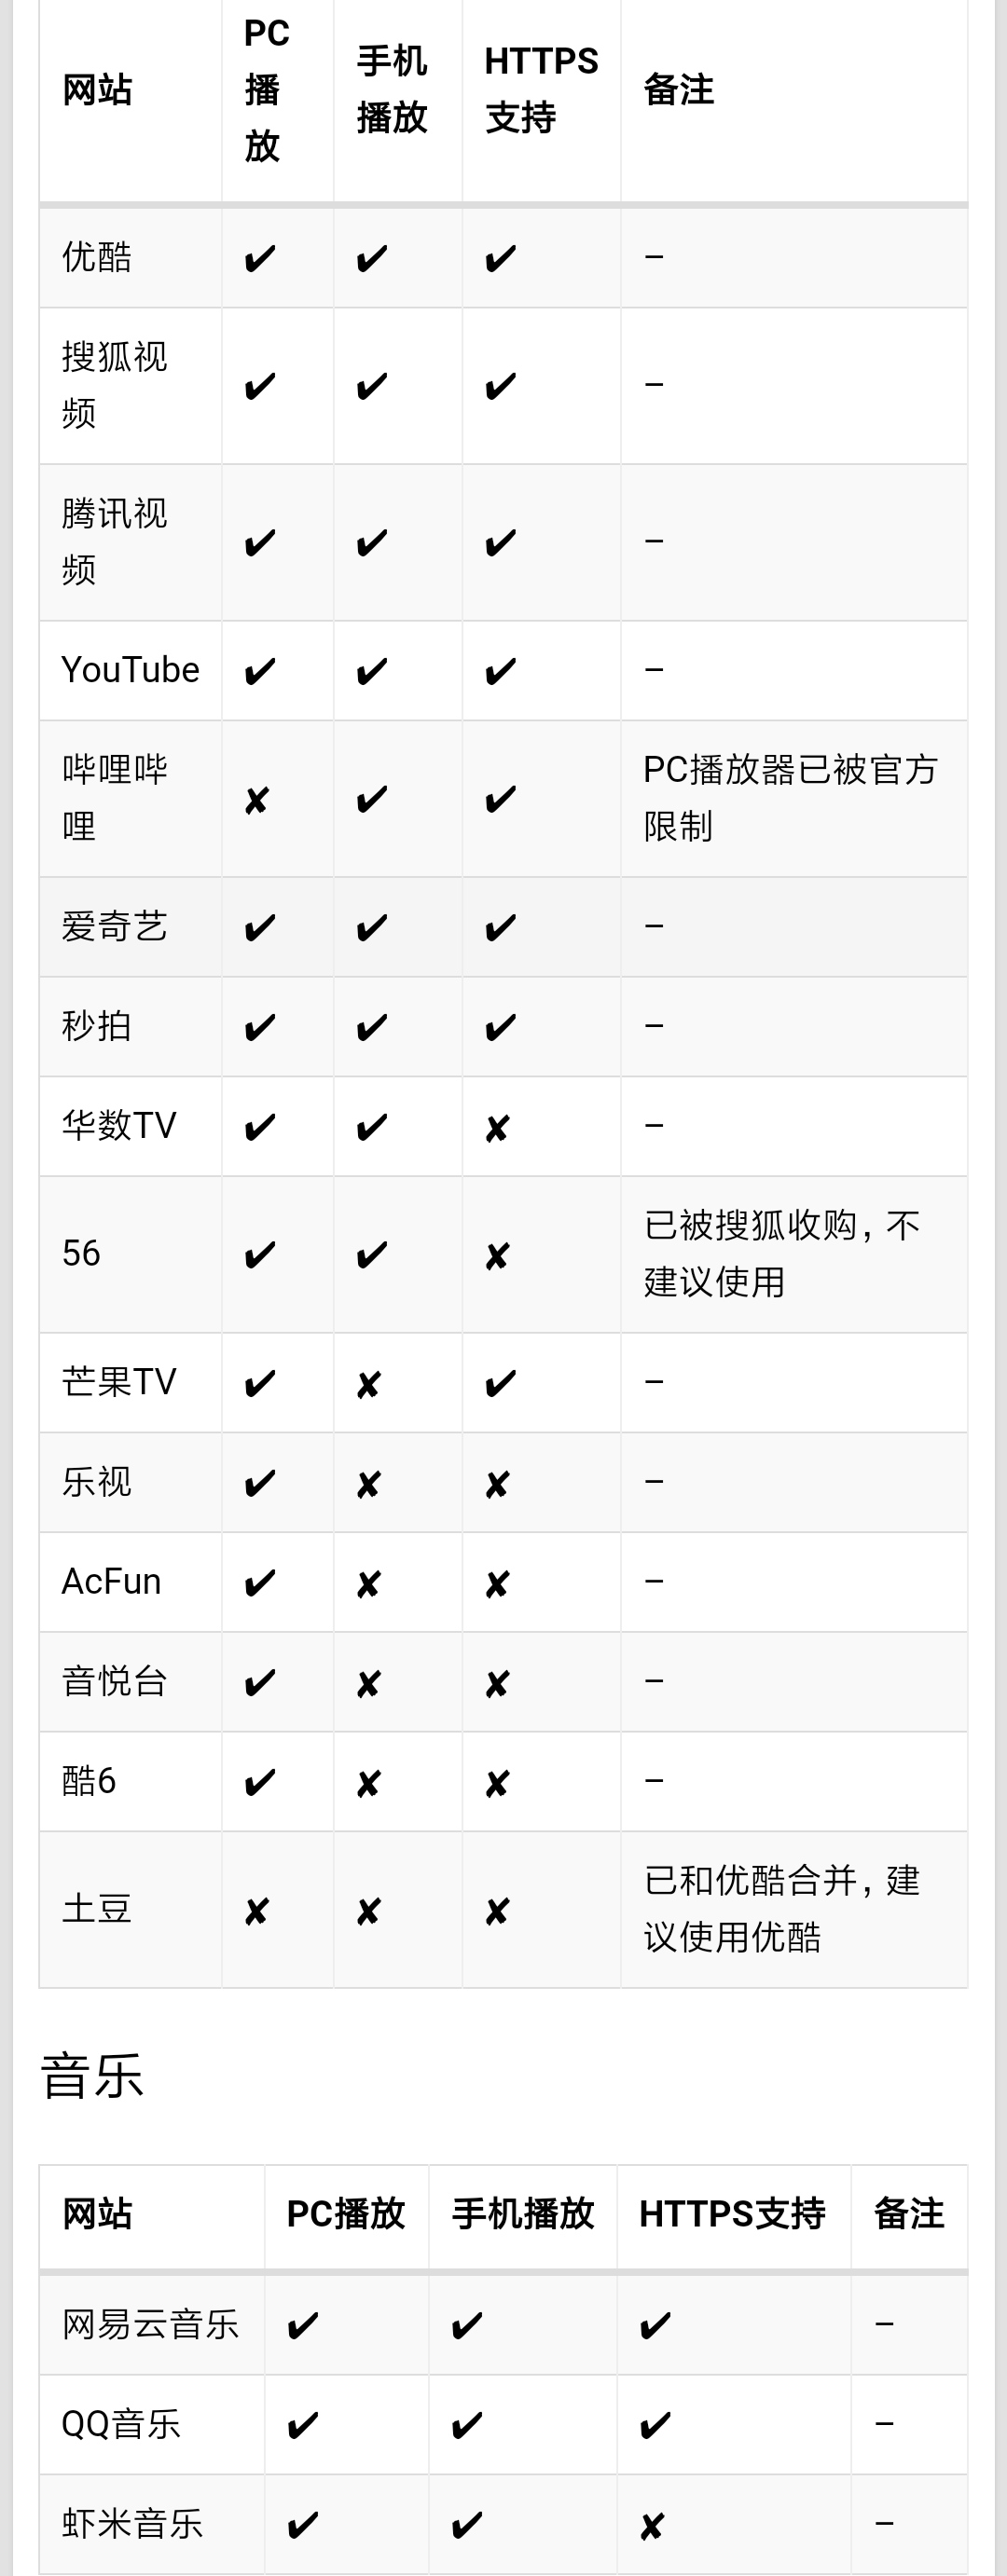 网站 PC播放 手机播放 HTTPS支持 备注
优酷 ✔ ✔ ✔ –
搜狐视频 ✔ ✔ ✔ –
腾讯视频 ✔ ✔ ✔ –
YouTube ✔ ✔ ✔ –
哔哩哔哩 ✘ ✔ ✔ PC播放器已被官方限制
爱奇艺 ✔ ✔ ✔ –
秒拍 ✔ ✔ ✔ –
华数TV ✔ ✔ ✘ –
56 ✔ ✔ ✘ 已被搜狐收购，不建议使用
芒果TV ✔ ✘ ✔ –
乐视 ✔ ✘ ✘ –
AcFun ✔ ✘ ✘ –
音悦台 ✔ ✘ ✘ –
酷6 ✔ ✘ ✘ –
土豆 ✘ ✘ ✘ 已和优酷合并，建议使用优酷
音乐
网站 PC播放 手机播放 HTTPS支持 备注
网易云音乐 ✔ ✔ ✔ –
QQ音乐 ✔ ✔ ✔ –
虾米音乐 ✔ ✔ ✘ –